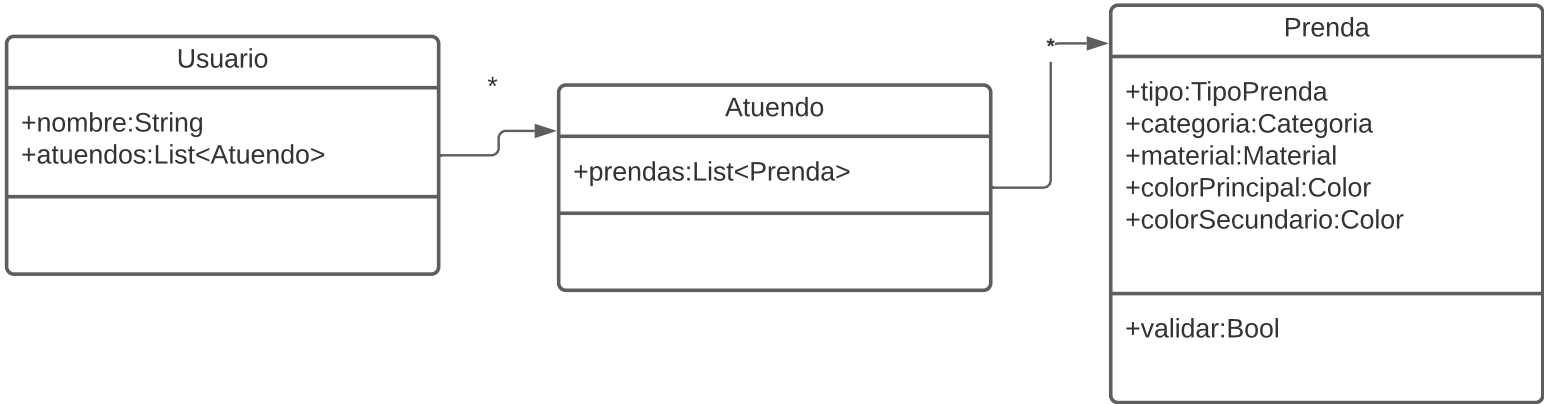 Usuario
+nombre:String
+atuendos:List<Atuendo>
*
Atuendo
+prendas:List<Prenda>
*
Prenda
+tipo:TipoPrenda
+categoria:Categoria
+material:Material
+colorPrincipal:Color
+colorSecundario:Color
+validar:Bool